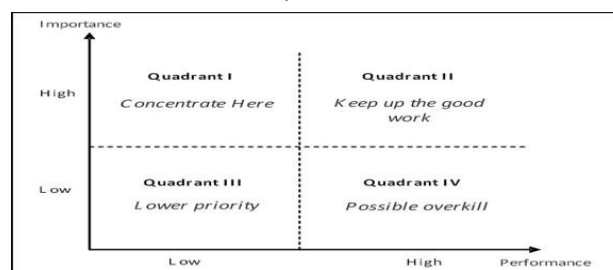 Importance
Quadrant I
Quadrant II
High
Concentrate Here
Keep up the good
work
Quadrant III
Quadrant IV
Low
Lower priority
Possible overkill
Low
High
Performance